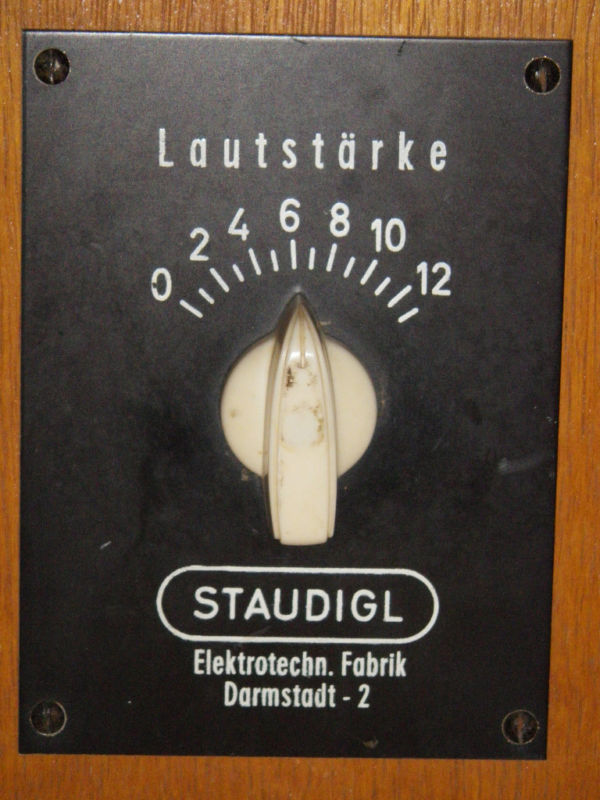 Lautstärke
0 2 4 6 8 10 12
STAUDIGL
Elektrotechn. Fabrik
Darmstadt - 2